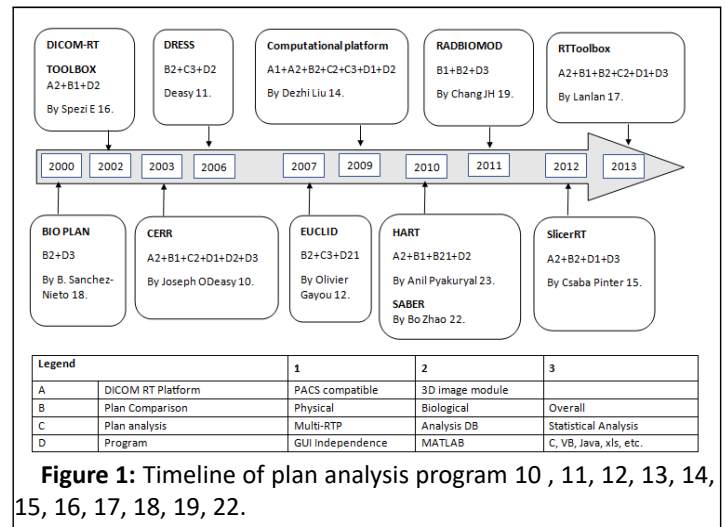 DICOM-RT
TOOLBOX
A2+B1+D2
By Spezi E 16.
DRESS
B2+C3+D2
Deasy 11.
Computational platform
A1+A2+B2+C2+C3+D1+D2
By Dezhi Liu 14.
RADBIOMOD
B1+B2+D3
By Chang JH 19.
RTToolbox
A2+B1+B2+C2+D1+D3
By Lanlan 17.
2000 2002 2003 2006 2007 2009 2010 2011 2012 2013
BIO PLAN
B2+D3
By B. Sanchez-
Nieto 18.
CERR
A2+B1+C2+D1+D2+D3
By Joseph ODeasy 10.
EUCLID
B2+C3+D21
By Olivier
Gayou 12.
HART
A2+B1+B21+D2
By Anil Pyakuryal 23.
SABER
By Bo Zhao 22.
SlicerRT
A2+B2+D1+D3
By Csaba Pinter 15.
Legend 1 2 3
A DICOM RT Platform PACS compatible 3D image module
B Plan Comparison Physical Biological Overall
C Plan analysis Multi-RTP Analysis DB Statistical Analysis
D Program GUI Independence MATLAB C, VB, Java, xls, etc.
Figure 1: Timeline of plan analysis program 10 , 11, 12, 13, 14,
15, 16, 17, 18, 19, 22.